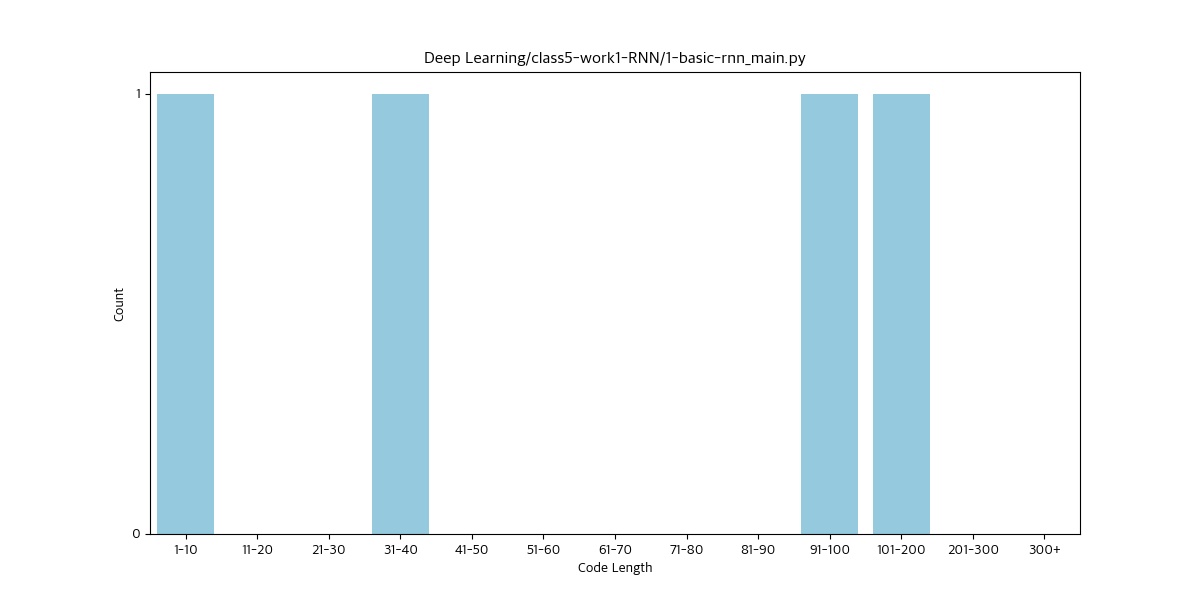 Deep Learning/class5-work1-RNN/1-basic-rnn_main.py
1
Count
0
1-10 11-20 21-30 31-40 41-50 51-60 61-70 71-80 81-90 91-100 101-200 201-300 300+
Code Length